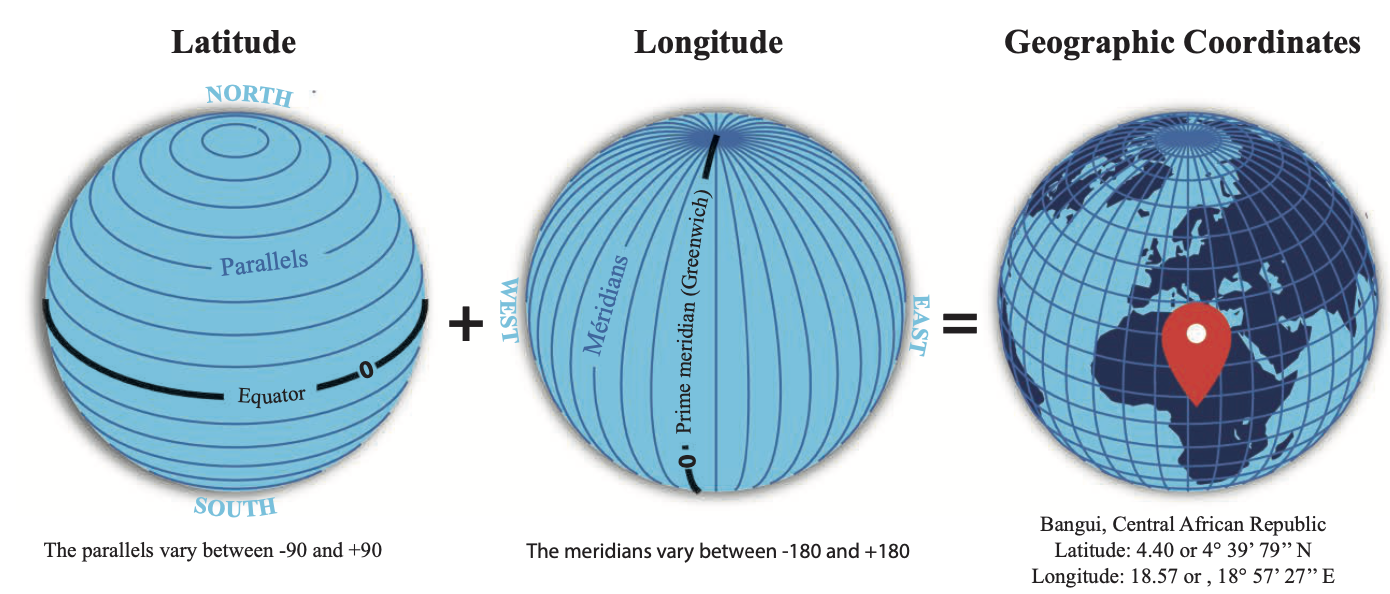 Latitude
NORTH
Parallels
Equator
0
SOUTH
The parallels vary between -90 and +90
+
Longitude
WEST
Méridians
Prime meridian (Greenwich)
0
EAST
The meridians vary between -180 and +180
=
Geographic Coordinates
Bangui, Central African Republic
Latitude: 4.40 or 4° 39’ 79’’ N
Longitude: 18.57 or , 18° 57’ 27’’ E